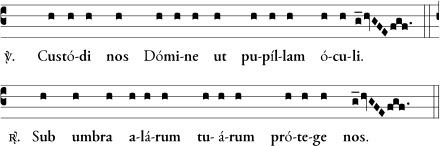 ℣. Custó-di nos Dómi-ne ut pu-píl-lam ó-cu-li.
℟. Sub umbra a-lá-rum tu-á-rum pró-te-ge nos.